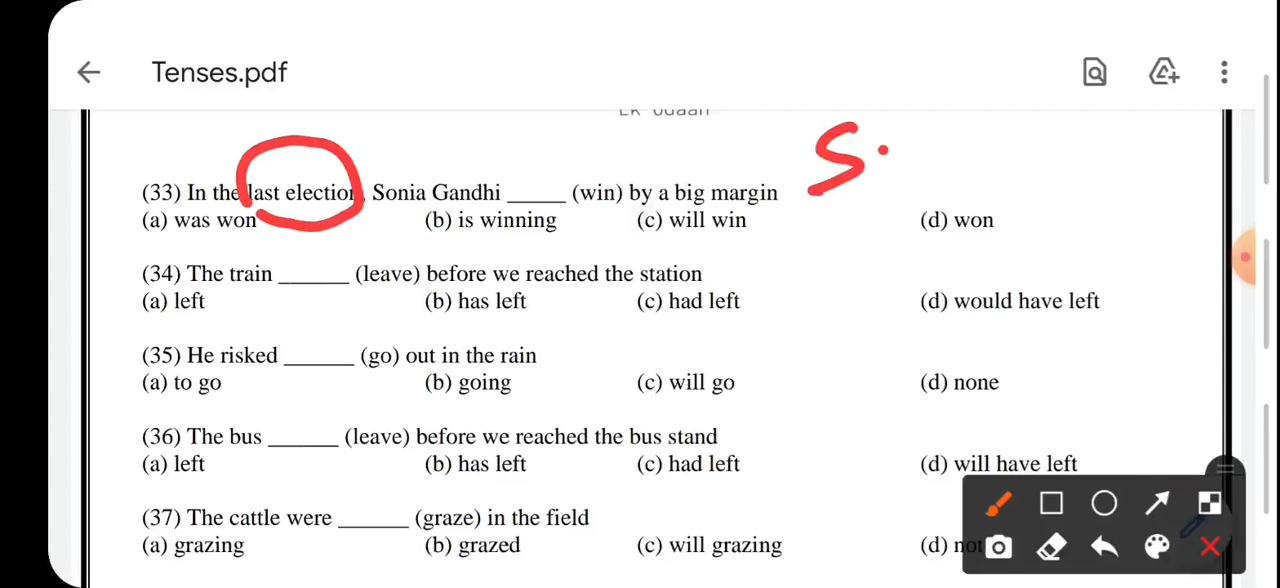 Tenses.pdf
Ek Udaan
S.
(33) In the last election, Sonia Gandhi _____ (win) by a big margin
(a) was won (b) is winning (c) will win (d) won
(34) The train ______ (leave) before we reached the station
(a) left (b) has left (c) had left (d) would have left
(35) He risked ______ (go) out in the rain
(a) to go (b) going (c) will go (d) none
(36) The bus ______ (leave) before we reached the bus stand
(a) left (b) has left (c) had left (d) will have left
(37) The cattle were ______ (graze) in the field
(a) grazing (b) grazed (c) will grazing (d)